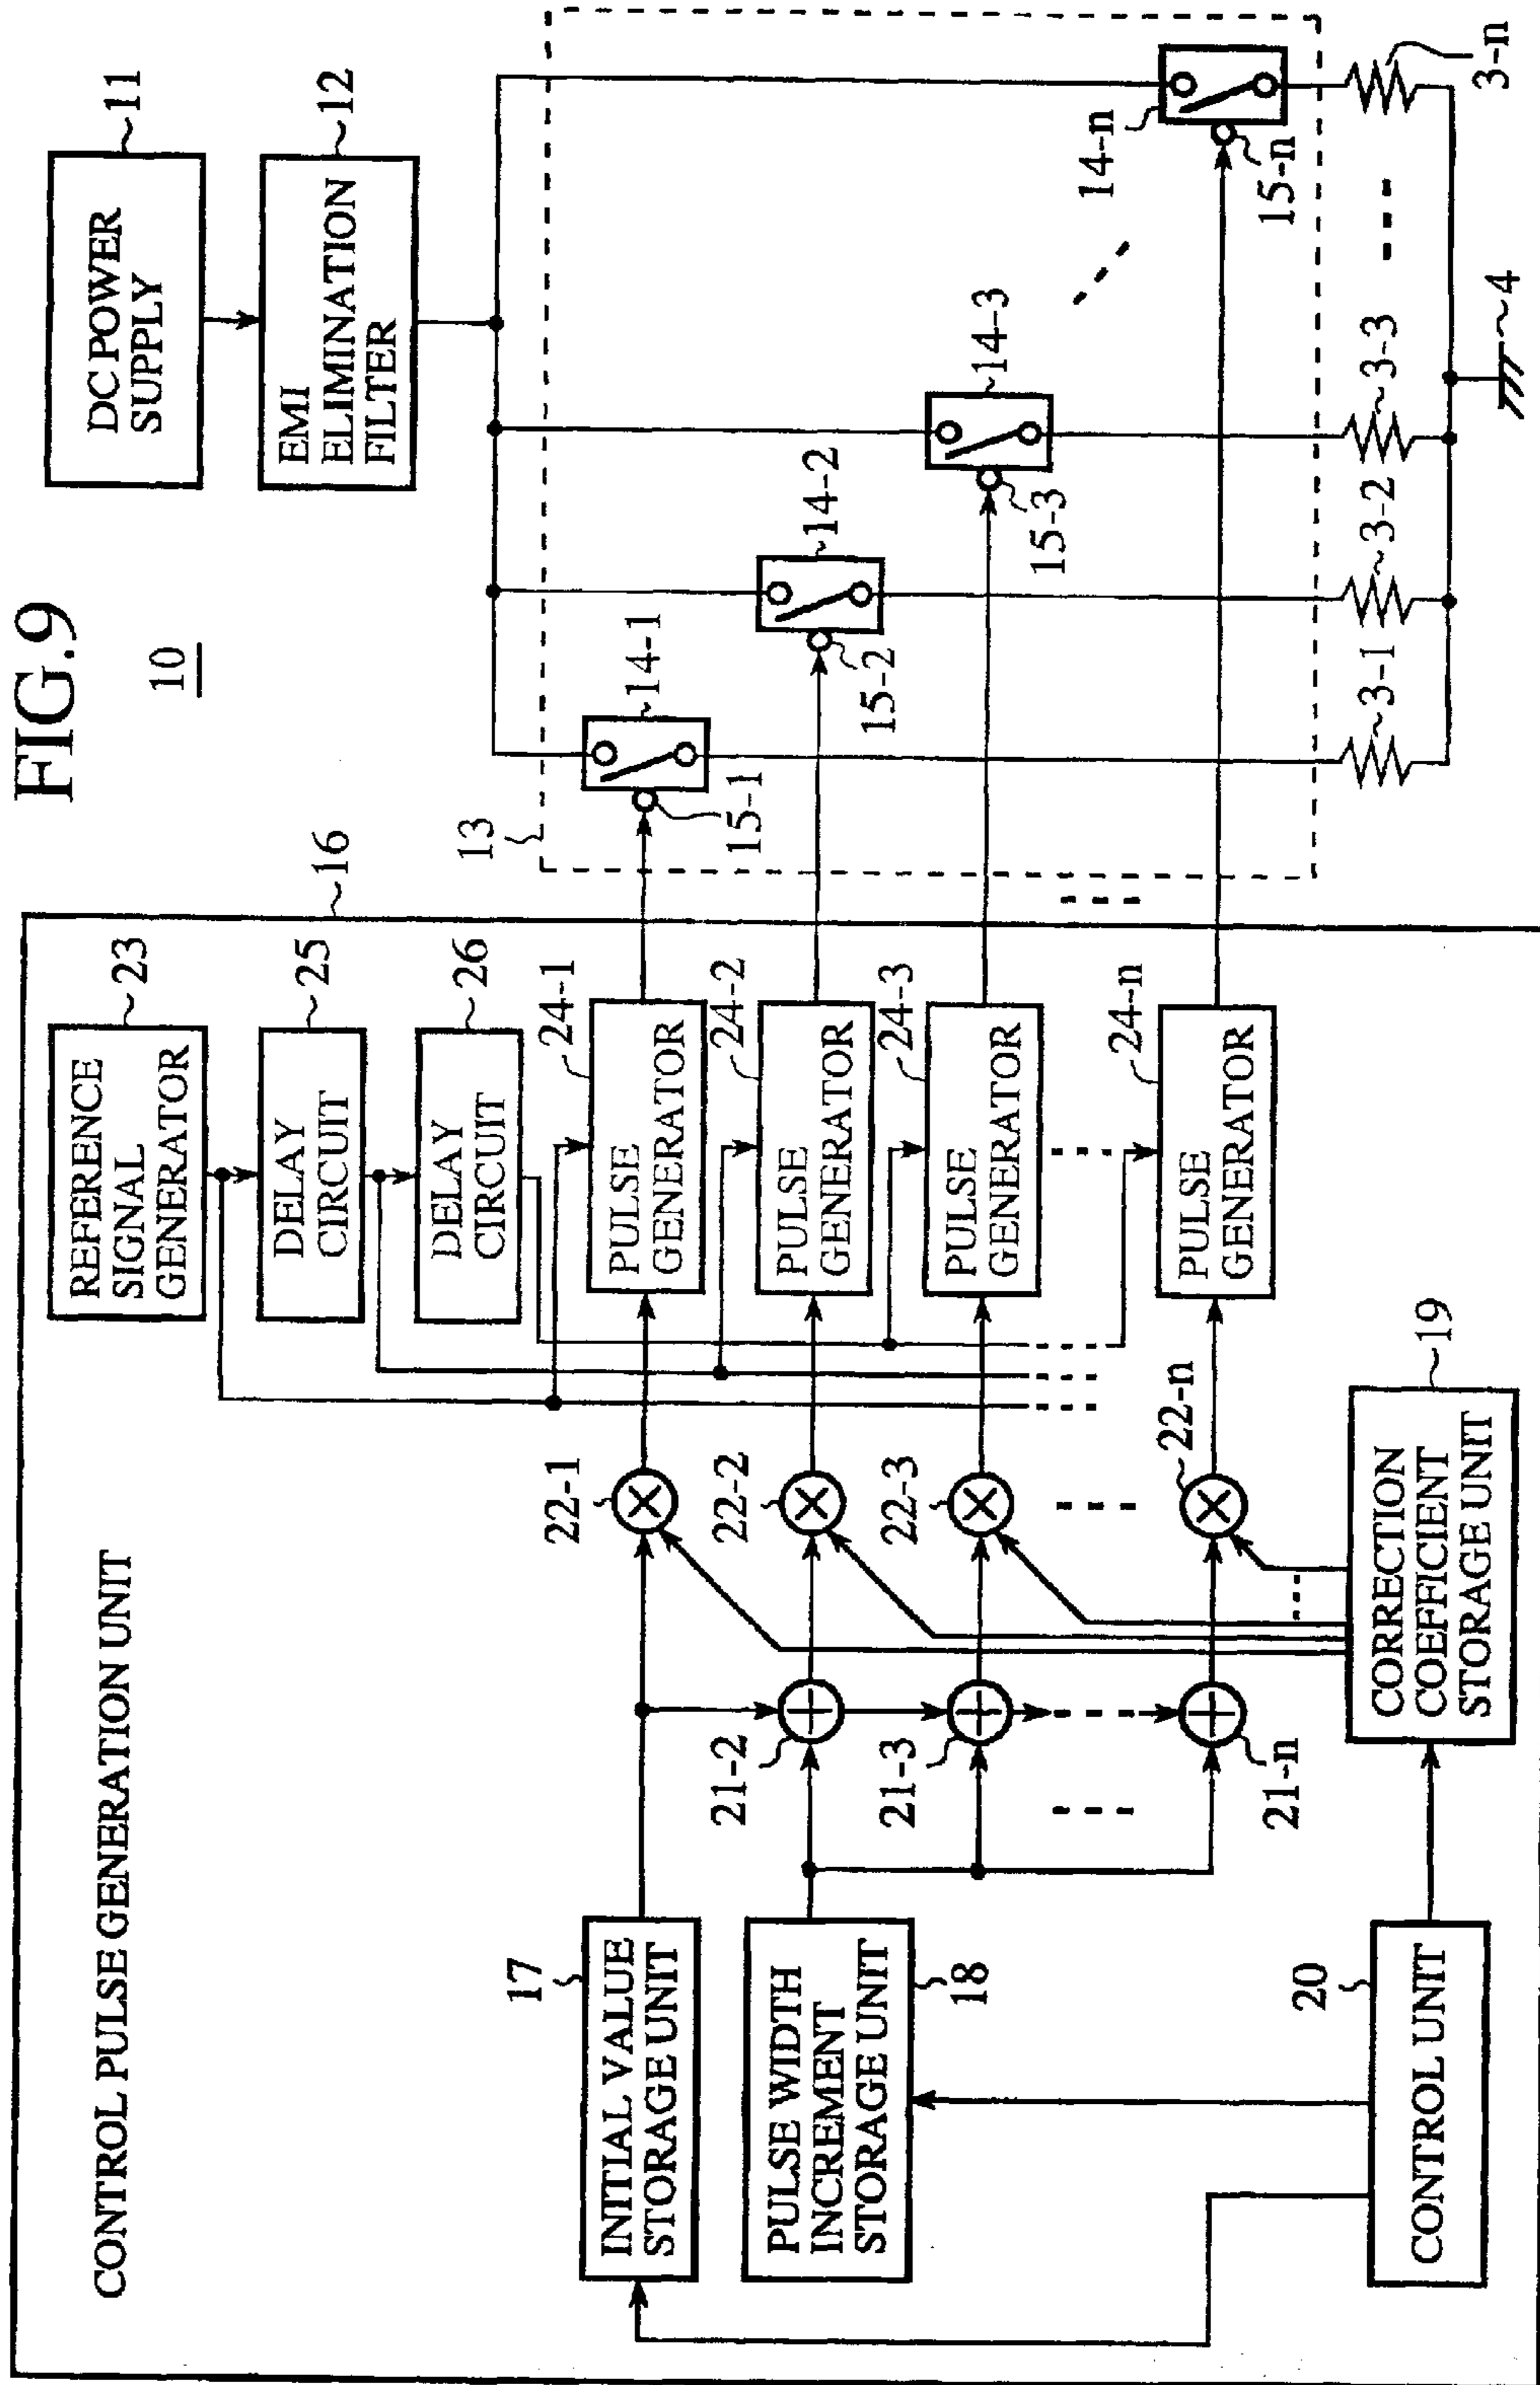 FIG.9
10
CONTROL PULSE GENERATION UNIT
16
REFERENCE
SIGNAL
GENERATOR
23
DELAY
CIRCUIT
25
DELAY
CIRCUIT
26
DC POWER
SUPPLY
11
EMI
ELIMINATION
FILTER
12
13
17
INITIAL VALUE
STORAGE UNIT
22-1
24-1
PULSE
GENERATOR
15-1
14-1
PULSE WIDTH
INCREMENT
STORAGE UNIT
18
21-2
22-2
24-2
PULSE
GENERATOR
15-2
14-2
21-3
22-3
24-3
PULSE
GENERATOR
15-3
14-3
21-n
22-n
24-n
PULSE
GENERATOR
15-n
14-n
20
CONTROL UNIT
CORRECTION
COEFFICIENT
STORAGE UNIT
19
3-1
3-2
3-3
3-n
4